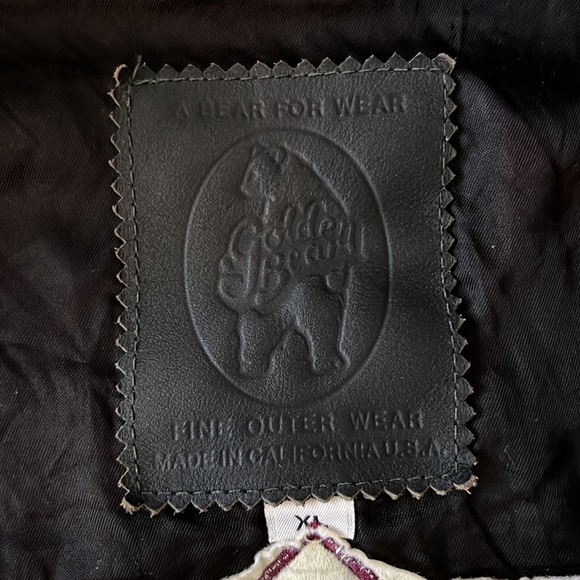 A BEAR FOR WEAR
Golden
Bear
FINE OUTER WEAR
MADE IN CALIFORNIA U.S.A.
XL